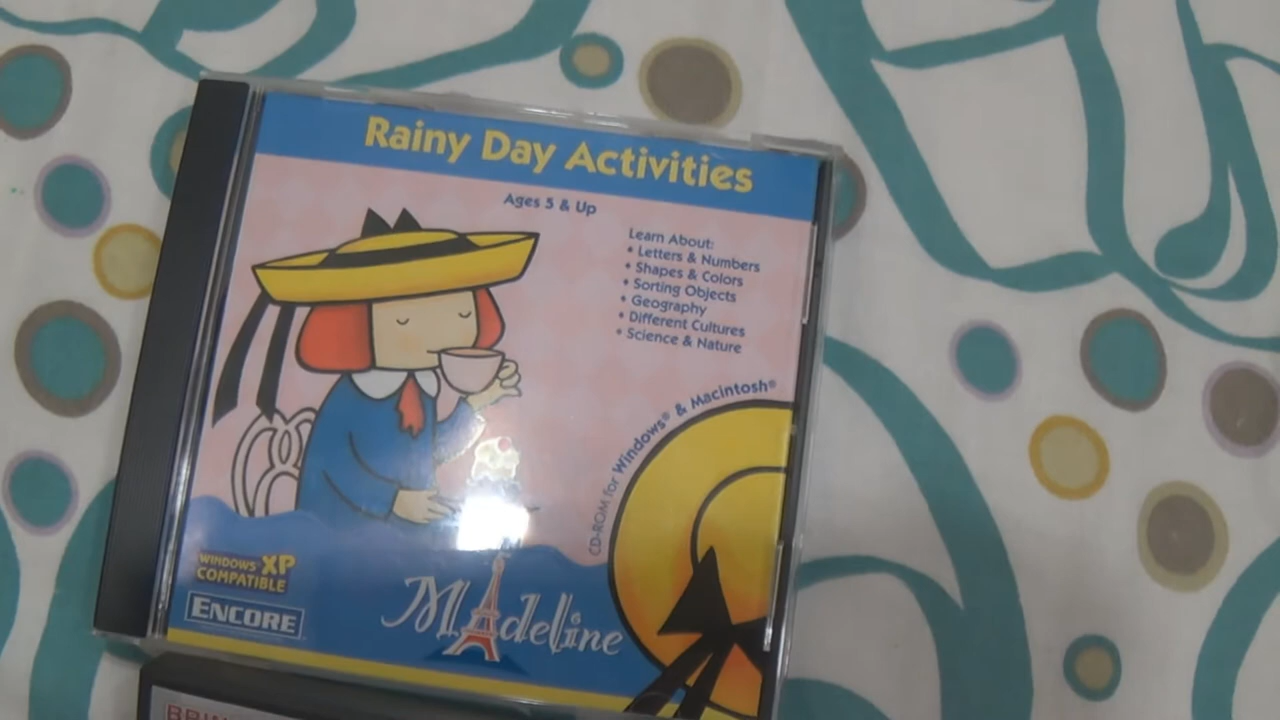 Rainy Day Activities
Ages 5 & Up
Learn About:
• Letters & Numbers
• Shapes & Colors
• Sorting Objects
• Geography
• Different Cultures
• Science & Nature
CD-ROM for Windows® & Macintosh®
WINDOWS XP
COMPATIBLE
ENCORE
Madeline